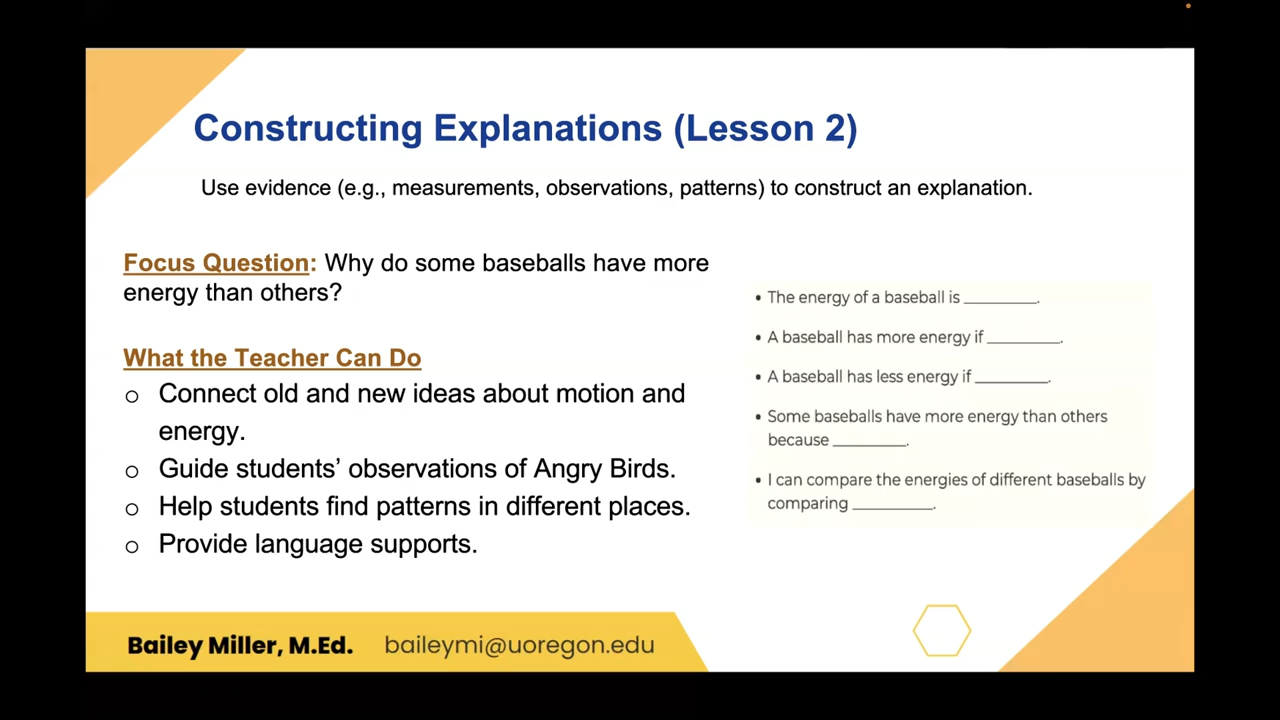 Constructing Explanations (Lesson 2)
Use evidence (e.g., measurements, observations, patterns) to construct an explanation.
Focus Question: Why do some baseballs have more
energy than others?
What the Teacher Can Do
o Connect old and new ideas about motion and
energy.
o Guide students’ observations of Angry Birds.
o Help students find patterns in different places.
o Provide language supports.
• The energy of a baseball is ________.
• A baseball has more energy if ________.
• A baseball has less energy if ________.
• Some baseballs have more energy than others
because ________.
• I can compare the energies of different baseballs by
comparing ________.
Bailey Miller, M.Ed. baileymi@uoregon.edu